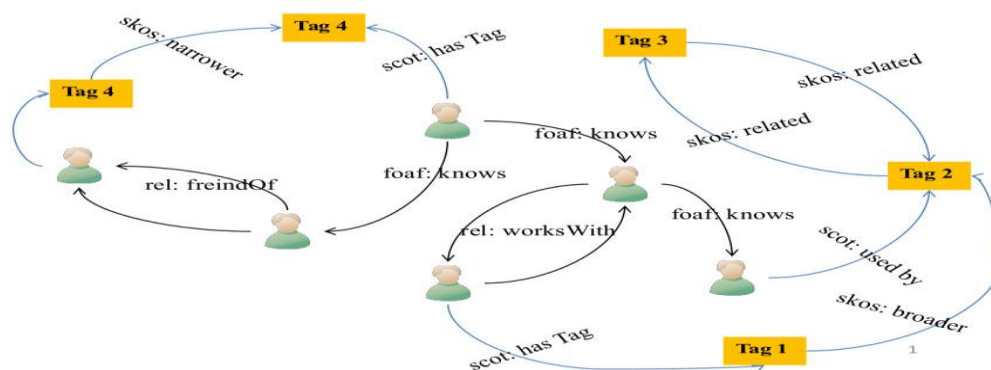 Tag 4
skos: narrower
scot: has Tag
Tag 3
Tag 4
skos: related
skos: related
foaf: knows
rel: freindOf
foaf: knows
Tag 2
foaf: knows
rel: worksWith
scot: used by
skos: broader
scot: has Tag
Tag 1
1